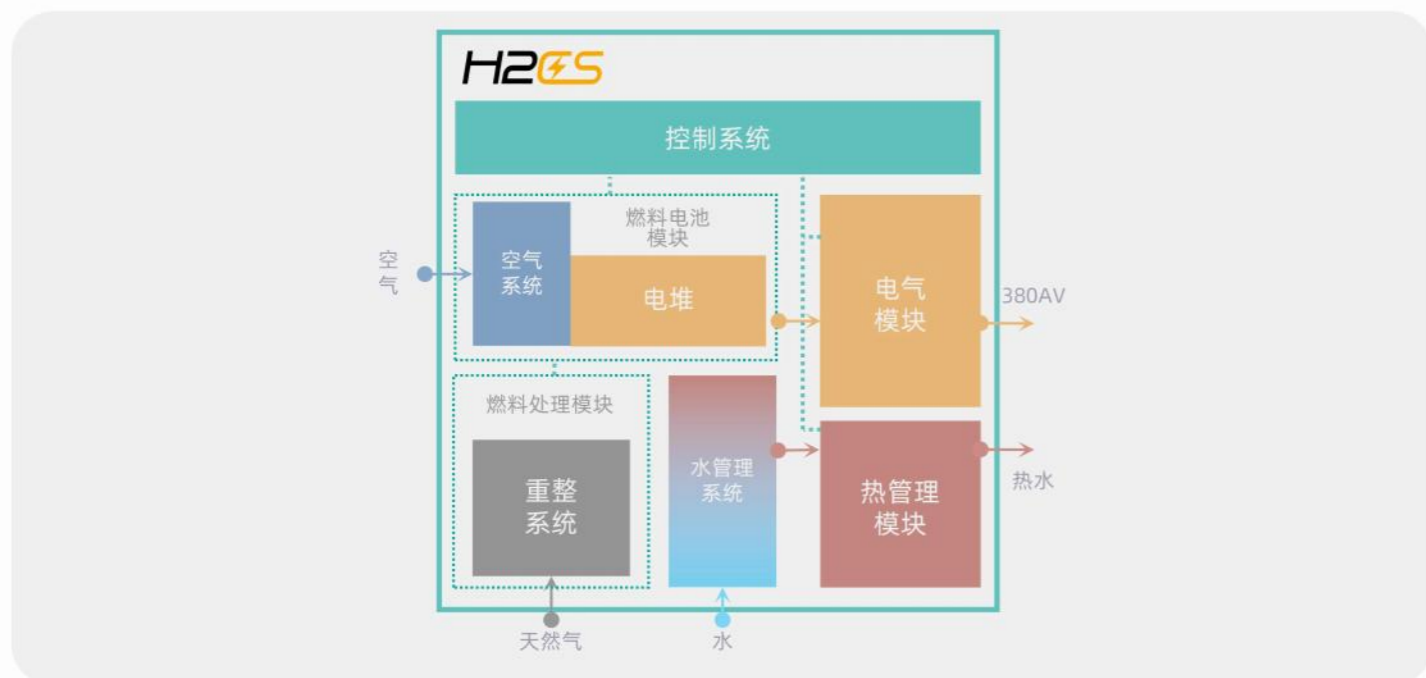 H2ES
控制系统
燃料电池
模块
空气
系统
电堆
空
气
电气
模块
380AV
燃料处理模块
重整
系统
水管理
系统
热管理
模块
热水
天然气
水